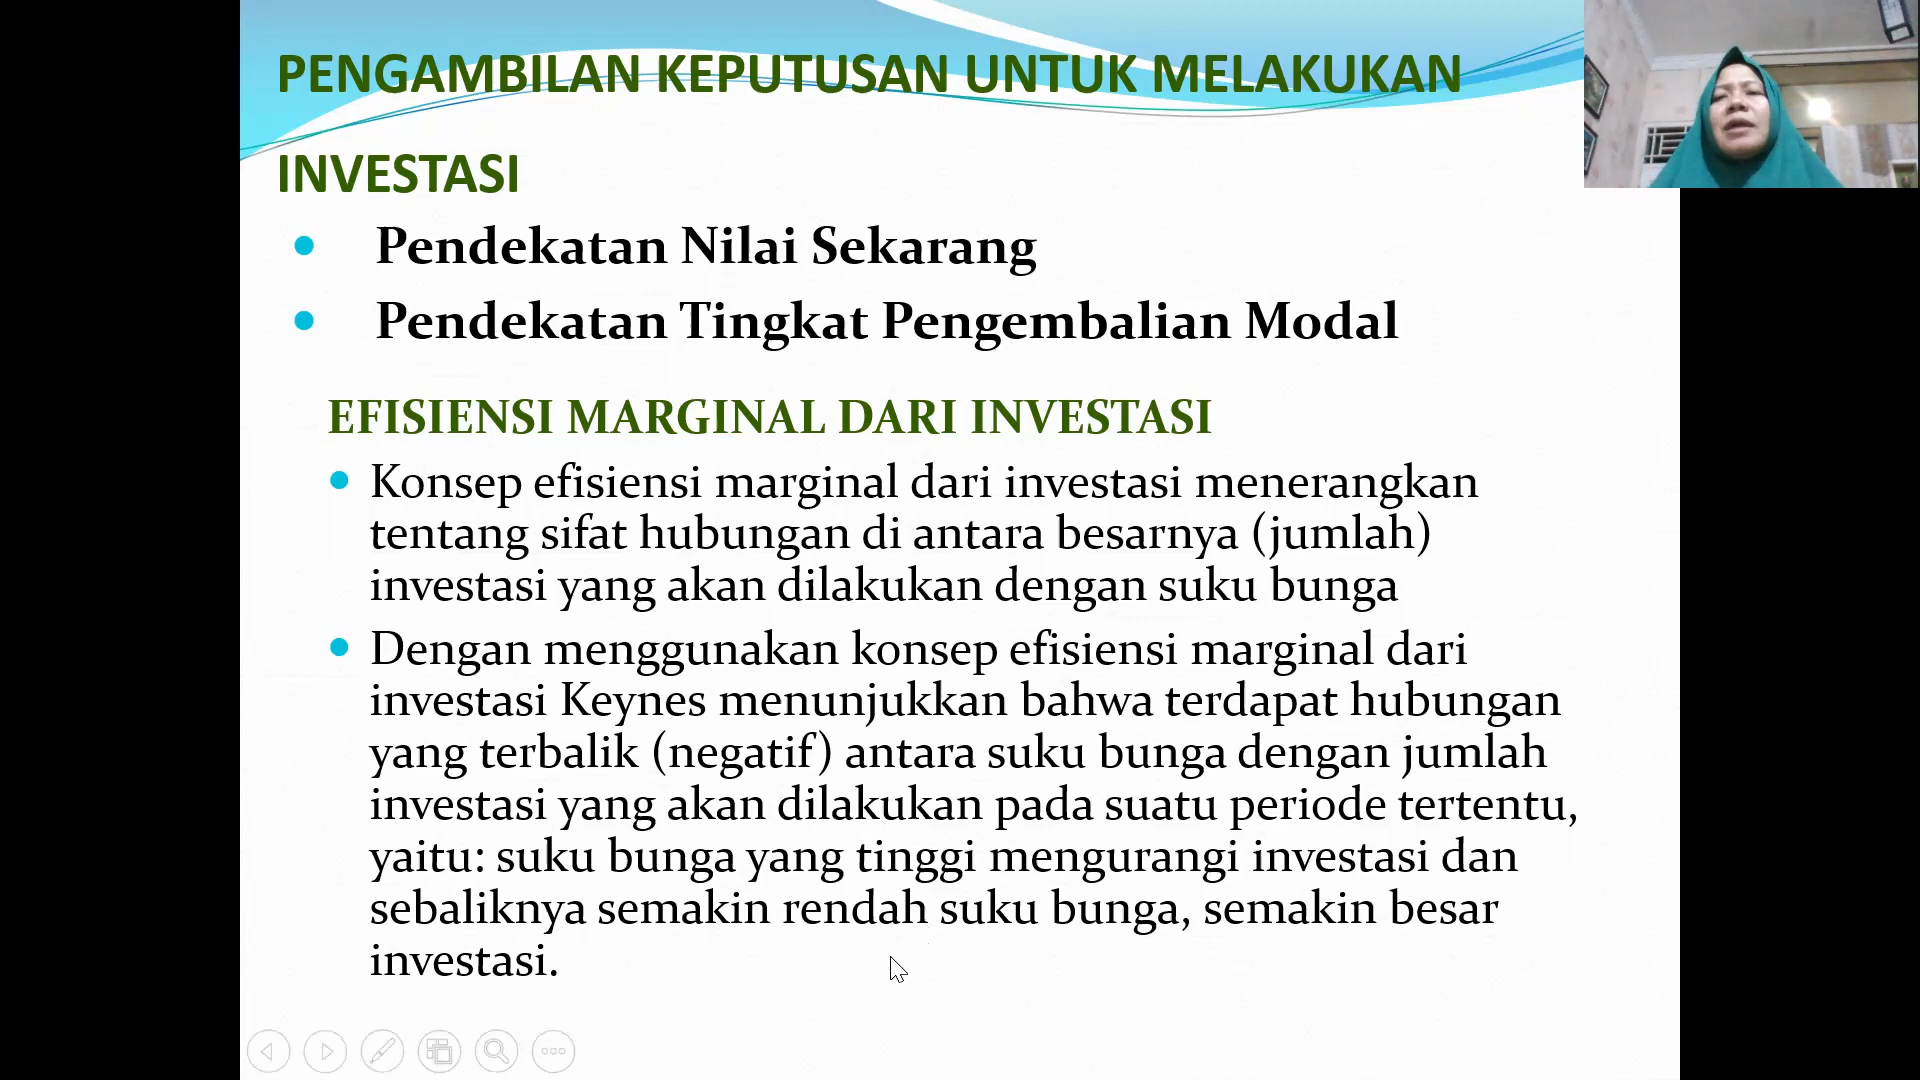 PENGAMBILAN KEPUTUSAN UNTUK MELAKUKAN
INVESTASI
Pendekatan Nilai Sekarang
Pendekatan Tingkat Pengembalian Modal
EFISIENSI MARGINAL DARI INVESTASI
Konsep efisiensi marginal dari investasi menerangkan
tentang sifat hubungan di antara besarnya (jumlah)
investasi yang akan dilakukan dengan suku bunga
Dengan menggunakan konsep efisiensi marginal dari
investasi Keynes menunjukkan bahwa terdapat hubungan
yang terbalik (negatif) antara suku bunga dengan jumlah
investasi yang akan dilakukan pada suatu periode tertentu,
yaitu: suku bunga yang tinggi mengurangi investasi dan
sebaliknya semakin rendah suku bunga, semakin besar
investasi.